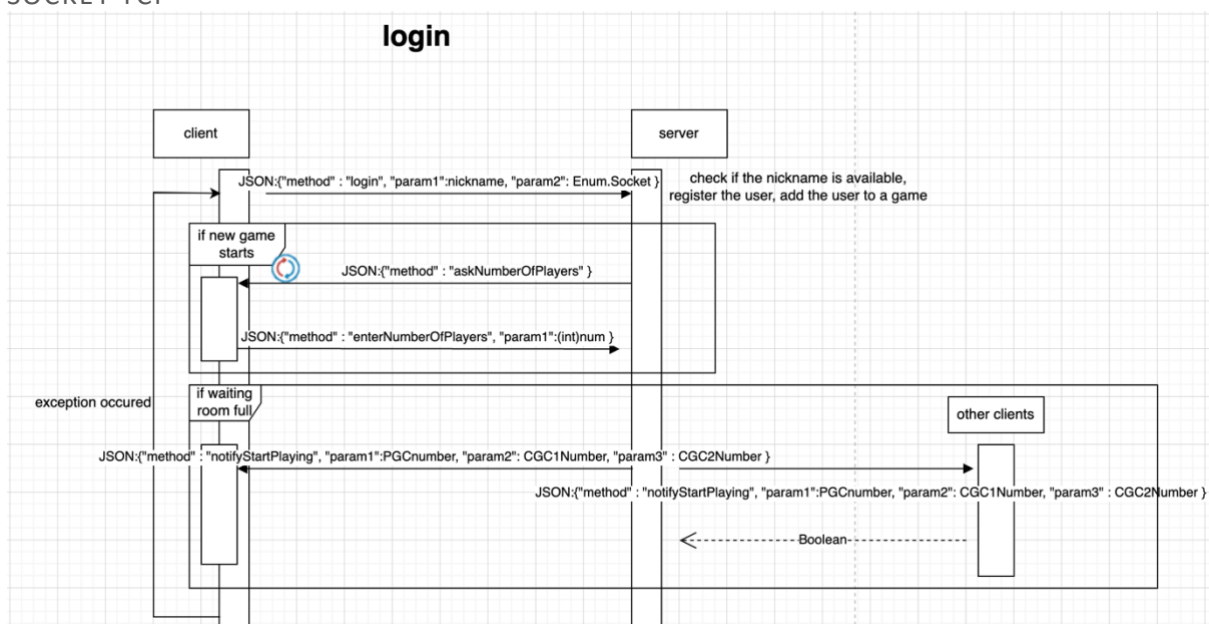 SOCKET TCP
login
client
server
JSON:{"method" : "login", "param1":nickname, "param2": Enum.Socket }
check if the nickname is available,
register the user, add the user to a game
if new game
starts
JSON:{"method" : "askNumberOfPlayers" }
JSON:{"method" : "enterNumberOfPlayers", "param1":(int)num }
exception occured
if waiting
room full
other clients
JSON:{"method" : "notifyStartPlaying", "param1":PGCnumber, "param2": CGC1Number, "param3" : CGC2Number }
JSON:{"method" : "notifyStartPlaying", "param1":PGCnumber, "param2": CGC1Number, "param3" : CGC2Number }
Boolean